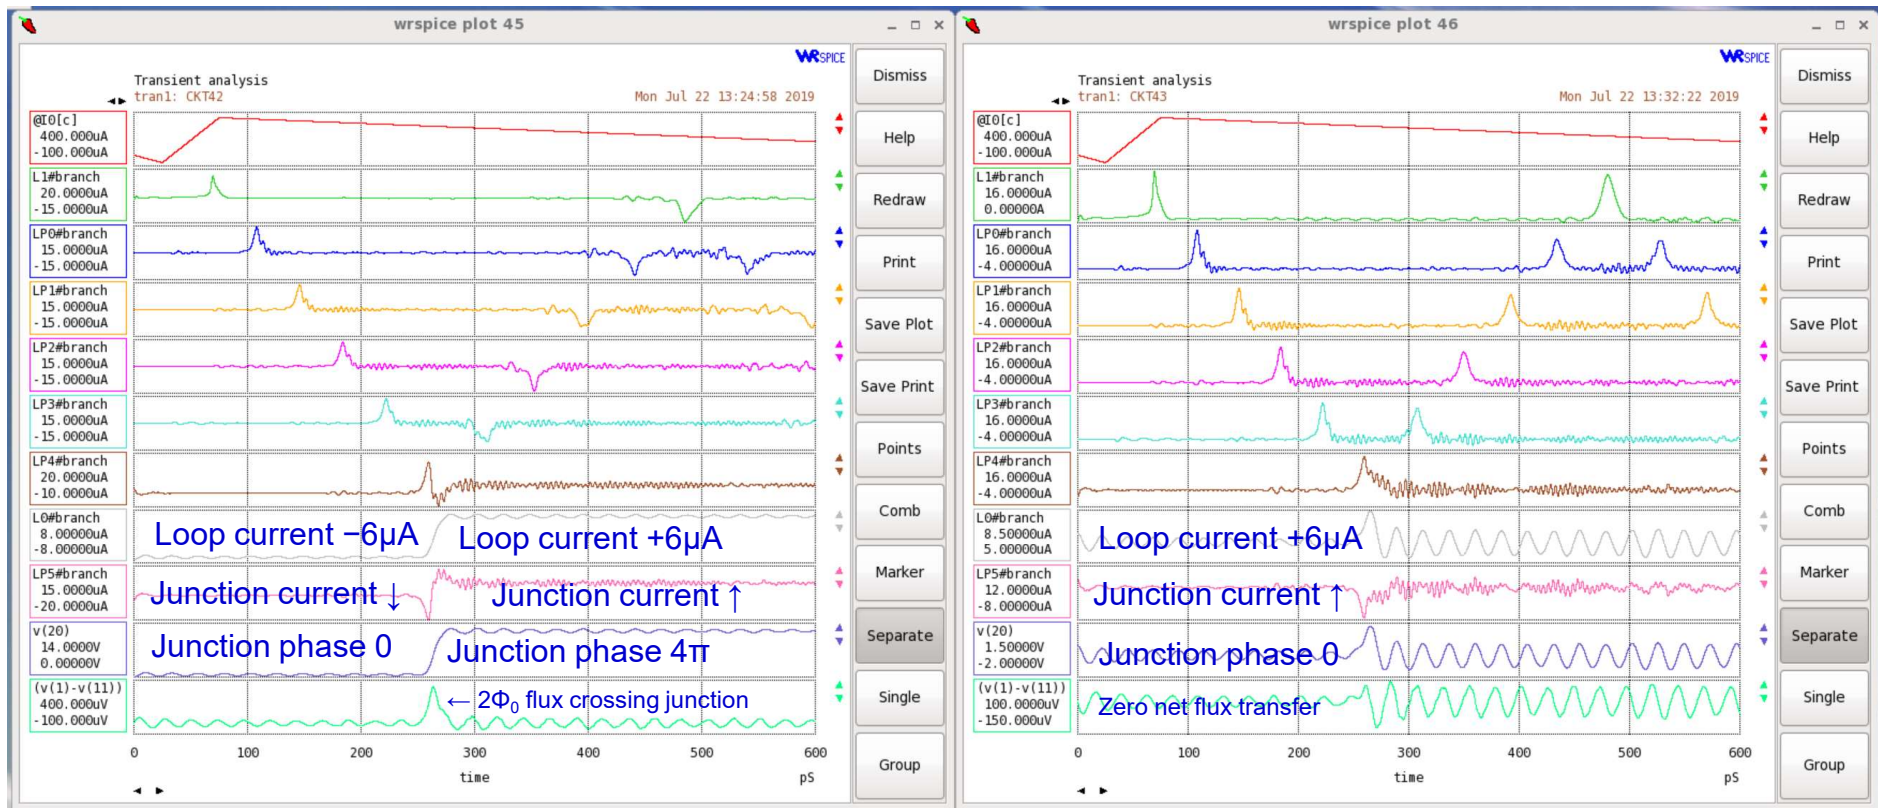 wrspice plot 45
WRSPICE
Transient analysis
tran1: CKT42
Mon Jul 22 13:24:58 2019
@I0[c]
400.000uA
-100.000uA
L1#branch
20.0000uA
-15.0000uA
LP0#branch
15.0000uA
-15.0000uA
LP1#branch
15.0000uA
-15.0000uA
LP2#branch
15.0000uA
-15.0000uA
LP3#branch
15.0000uA
-15.0000uA
LP4#branch
20.0000uA
-10.0000uA
L0#branch
8.00000uA
-8.00000uA
Loop current −6μA
Loop current +6μA
LP5#branch
15.0000uA
-20.0000uA
Junction current ↓
Junction current ↑
v(20)
14.0000V
0.00000V
Junction phase 0
Junction phase 4π
(v(1)-v(11))
400.000uV
-100.000uV
← 2Φ₀ flux crossing junction
0 100 200 300 400 500 600
time
pS
Dismiss
Help
Redraw
Print
Save Plot
Save Print
Points
Comb
Marker
Separate
Single
Group
wrspice plot 46
WRSPICE
Transient analysis
tran1: CKT43
Mon Jul 22 13:32:22 2019
@I0[c]
400.000uA
-100.000uA
L1#branch
16.0000uA
0.00000A
LP0#branch
16.0000uA
-4.00000uA
LP1#branch
16.0000uA
-4.00000uA
LP2#branch
16.0000uA
-4.00000uA
LP3#branch
16.0000uA
-4.00000uA
LP4#branch
16.0000uA
-4.00000uA
L0#branch
8.50000uA
5.00000uA
Loop current +6μA
LP5#branch
12.0000uA
-8.00000uA
Junction current ↑
v(20)
1.50000V
-2.00000V
Junction phase 0
(v(1)-v(11))
100.0000uV
-150.000uV
Zero net flux transfer
0 100 200 300 400 500 600
time
pS
Dismiss
Help
Redraw
Print
Save Plot
Save Print
Points
Comb
Marker
Separate
Single
Group